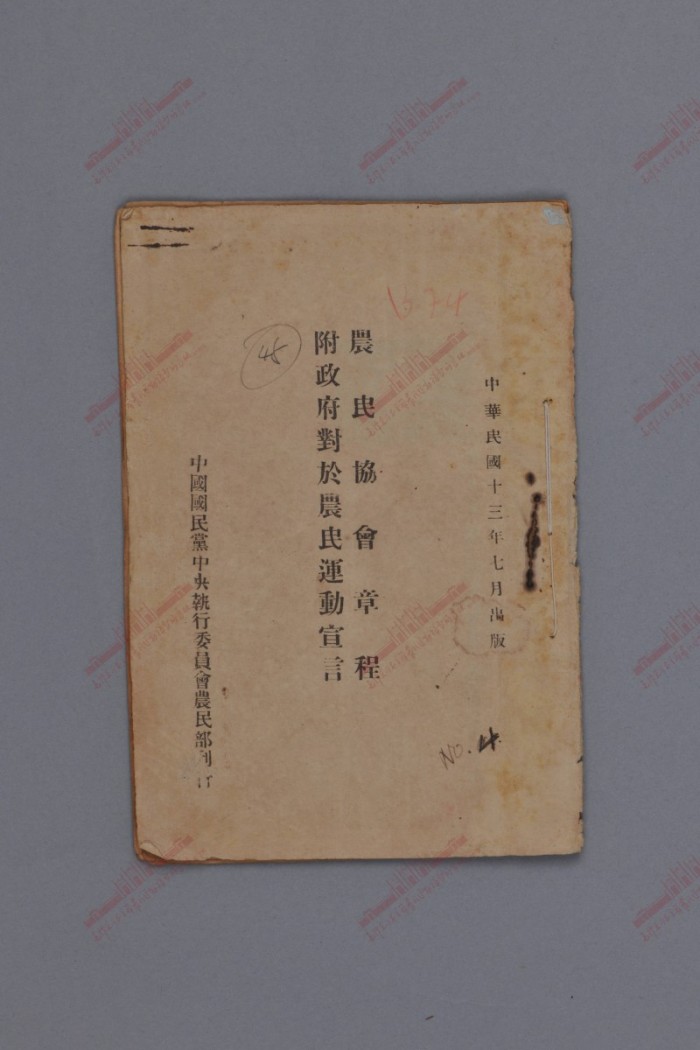 中華民國十三年七月出版
農民協會章程
附政府對於農民運動宣言
中國國民黨中央執行委員會農民部刊行
48
No. 4.